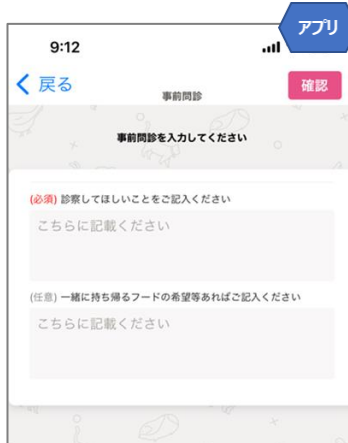 アプリ
9:12
戻る
事前問診
確認
事前問診を入力してください
(必須) 診察してほしいことをご記入ください
こちらに記載ください
(任意) 一緒に持ち帰るフードの希望等あればご記入ください
こちらに記載ください